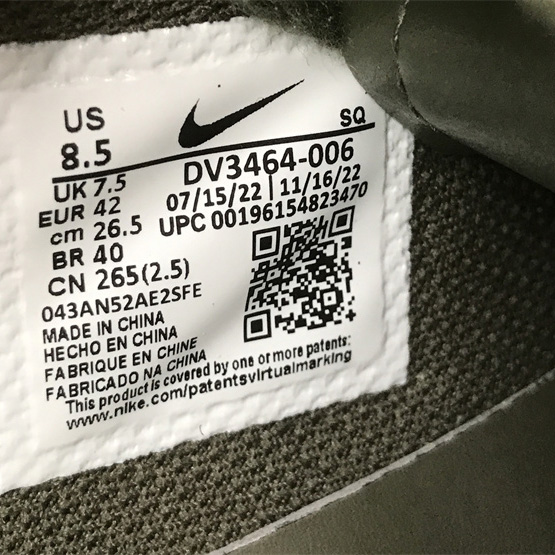 US
8.5
SQ
DV3464-006
UK 7.5
07/15/22 | 11/16/22
EUR 42
UPC 00196154823470
cm 26.5
BR 40
CN 265(2.5)
043AN52AE2SFE
MADE IN CHINA
HECHO EN CHINA
FABRIQUE EN CHINE
FABRICADO NA CHINA
This product is covered by one or more patents:
www.nike.com/patentsvirtualmarking